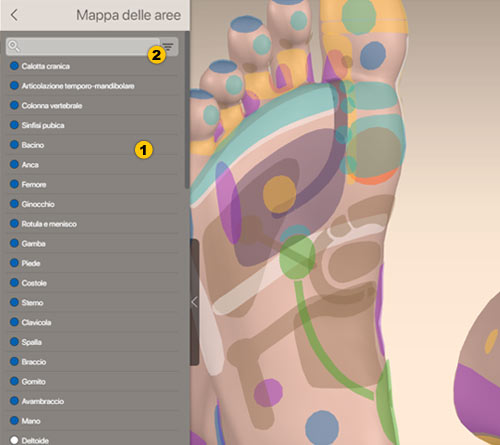 Mappa delle aree
2
Calotta cranica
Articolazione temporo-mandibolare
Colonna vertebrale
Sinfisi pubica
1
Bacino
Anca
Femore
Ginocchio
Rotula e menisco
Gamba
Piede
Costole
Sterno
Clavicola
Spalla
Braccio
Gomito
Avambraccio
Mano
Deltoide